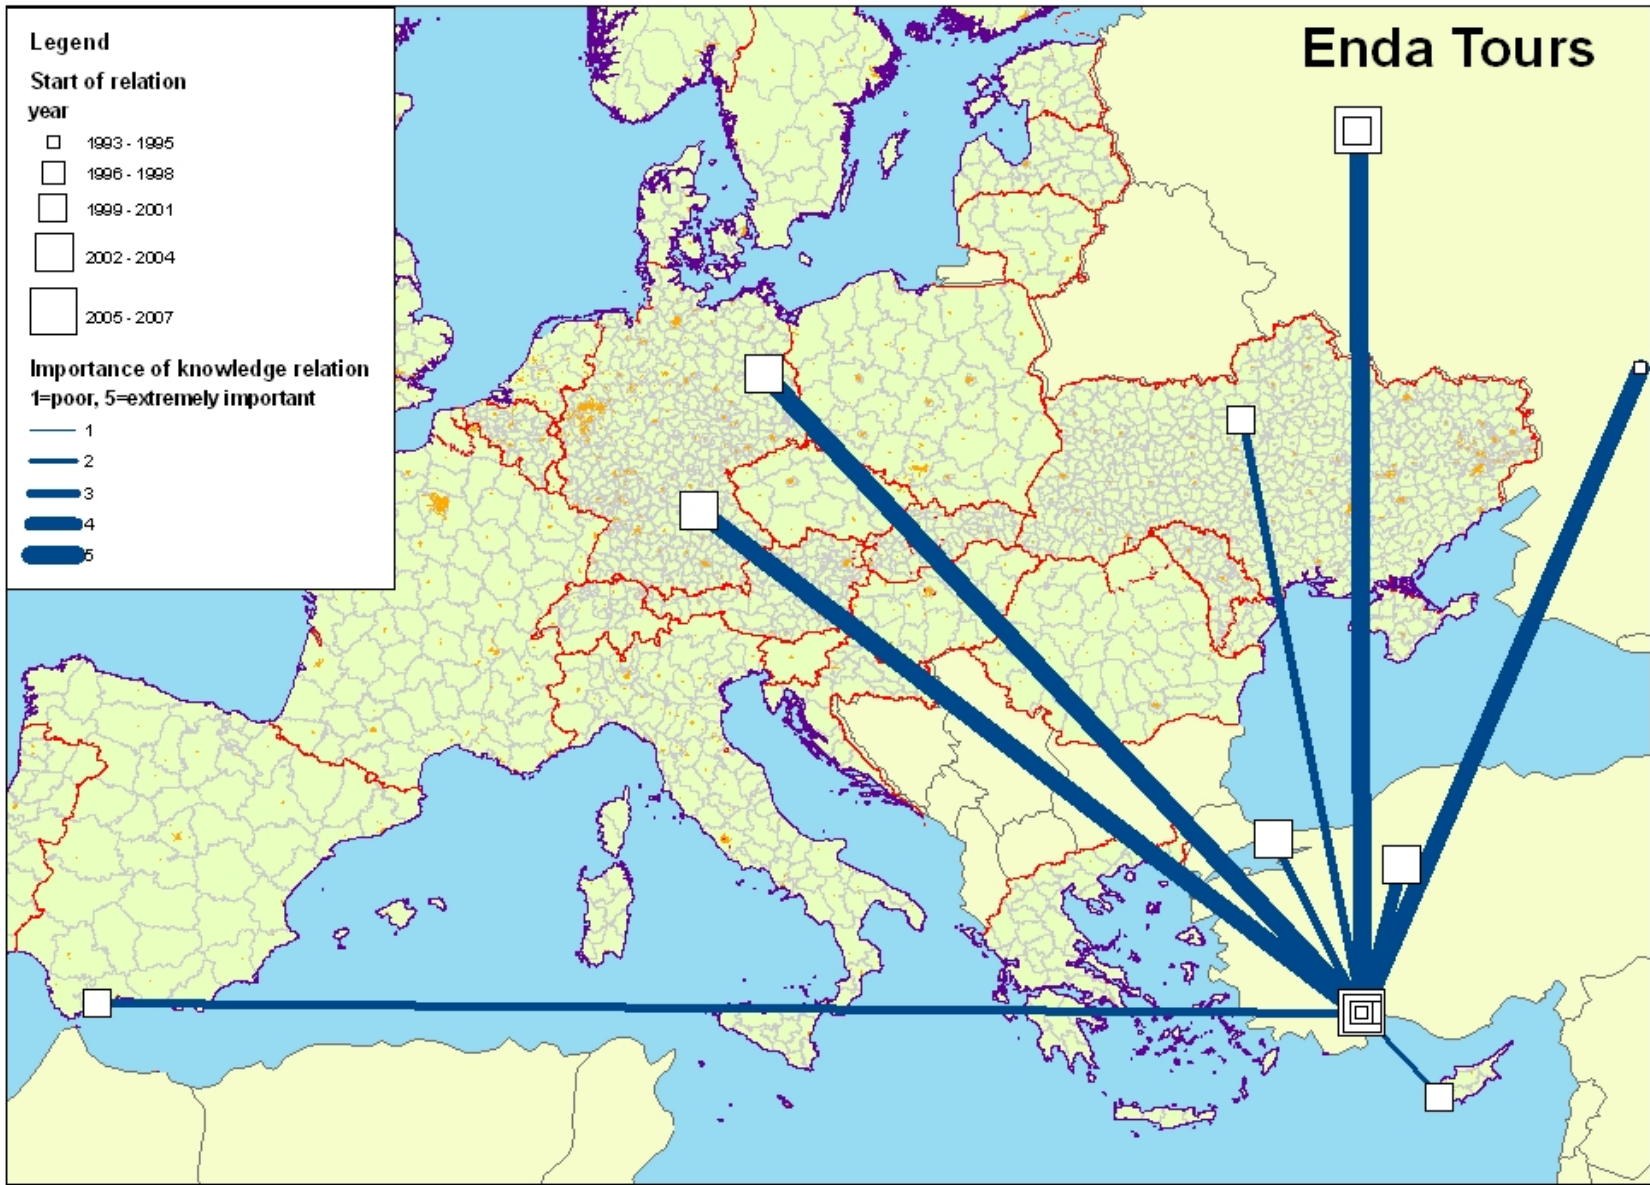 Enda Tours
Legend
Start of relation
year
1993 - 1995
1996 - 1998
1999 - 2001
2002 - 2004
2005 - 2007
Importance of knowledge relation
1=poor, 5=extremely important
1
2
3
4
5